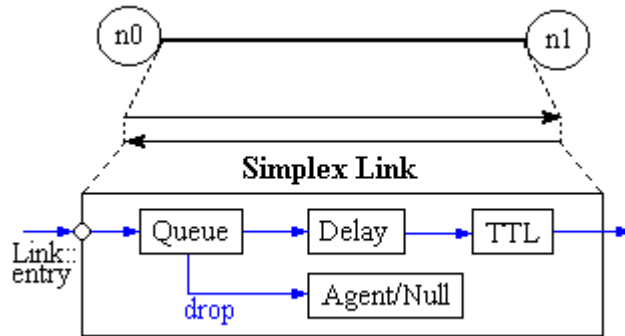 n0
n1
Simplex Link
Queue
Delay
TTL
Link::
entry
drop
Agent/Null